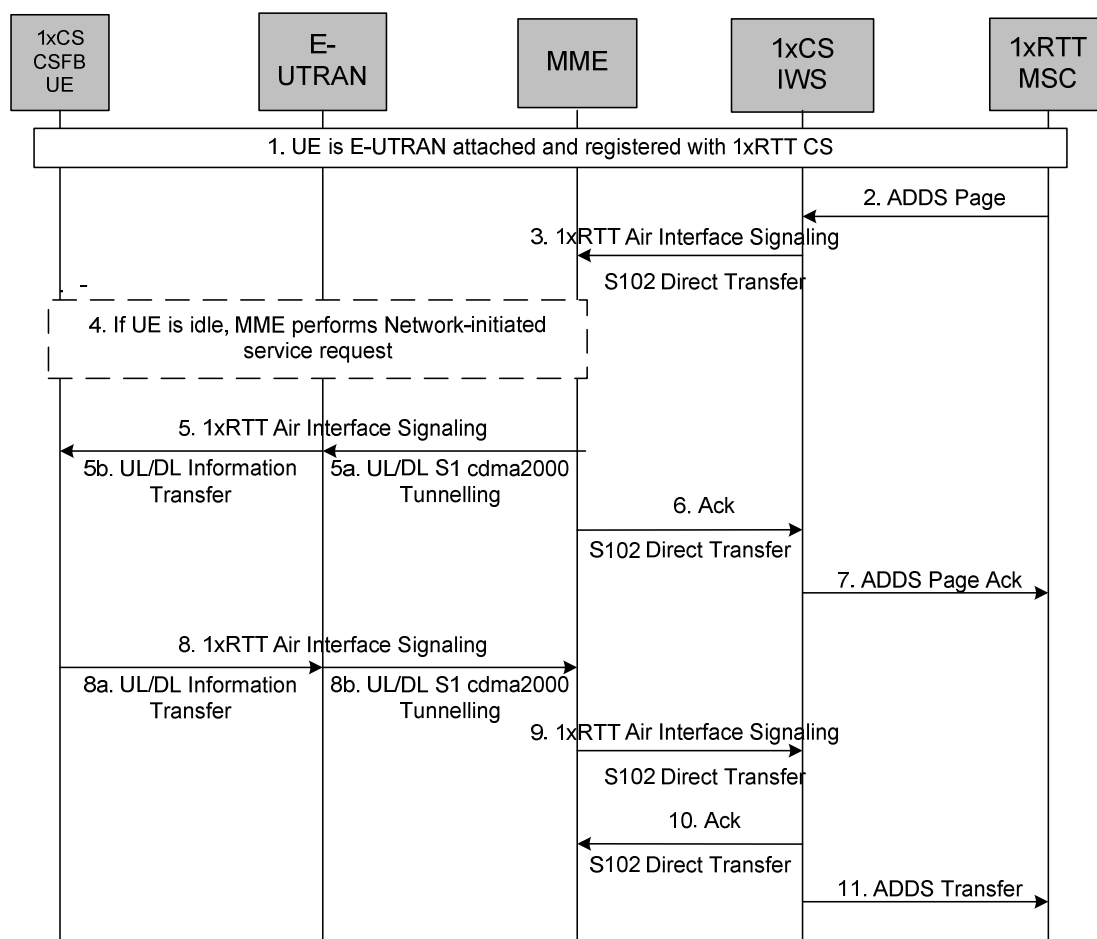 1xCS
CSFB
UE
E-
UTRAN
MME
1xCS
IWS
1xRTT
MSC
1. UE is E-UTRAN attached and registered with 1xRTT CS
2. ADDS Page
3. 1xRTT Air Interface Signaling
S102 Direct Transfer
4. If UE is idle, MME performs Network-initiated
service request
5. 1xRTT Air Interface Signaling
5b. UL/DL Information
Transfer
5a. UL/DL S1 cdma2000
Tunnelling
6. Ack
S102 Direct Transfer
7. ADDS Page Ack
8. 1xRTT Air Interface Signaling
8a. UL/DL Information
Transfer
8b. UL/DL S1 cdma2000
Tunnelling
9. 1xRTT Air Interface Signaling
S102 Direct Transfer
10. Ack
S102 Direct Transfer
11. ADDS Transfer